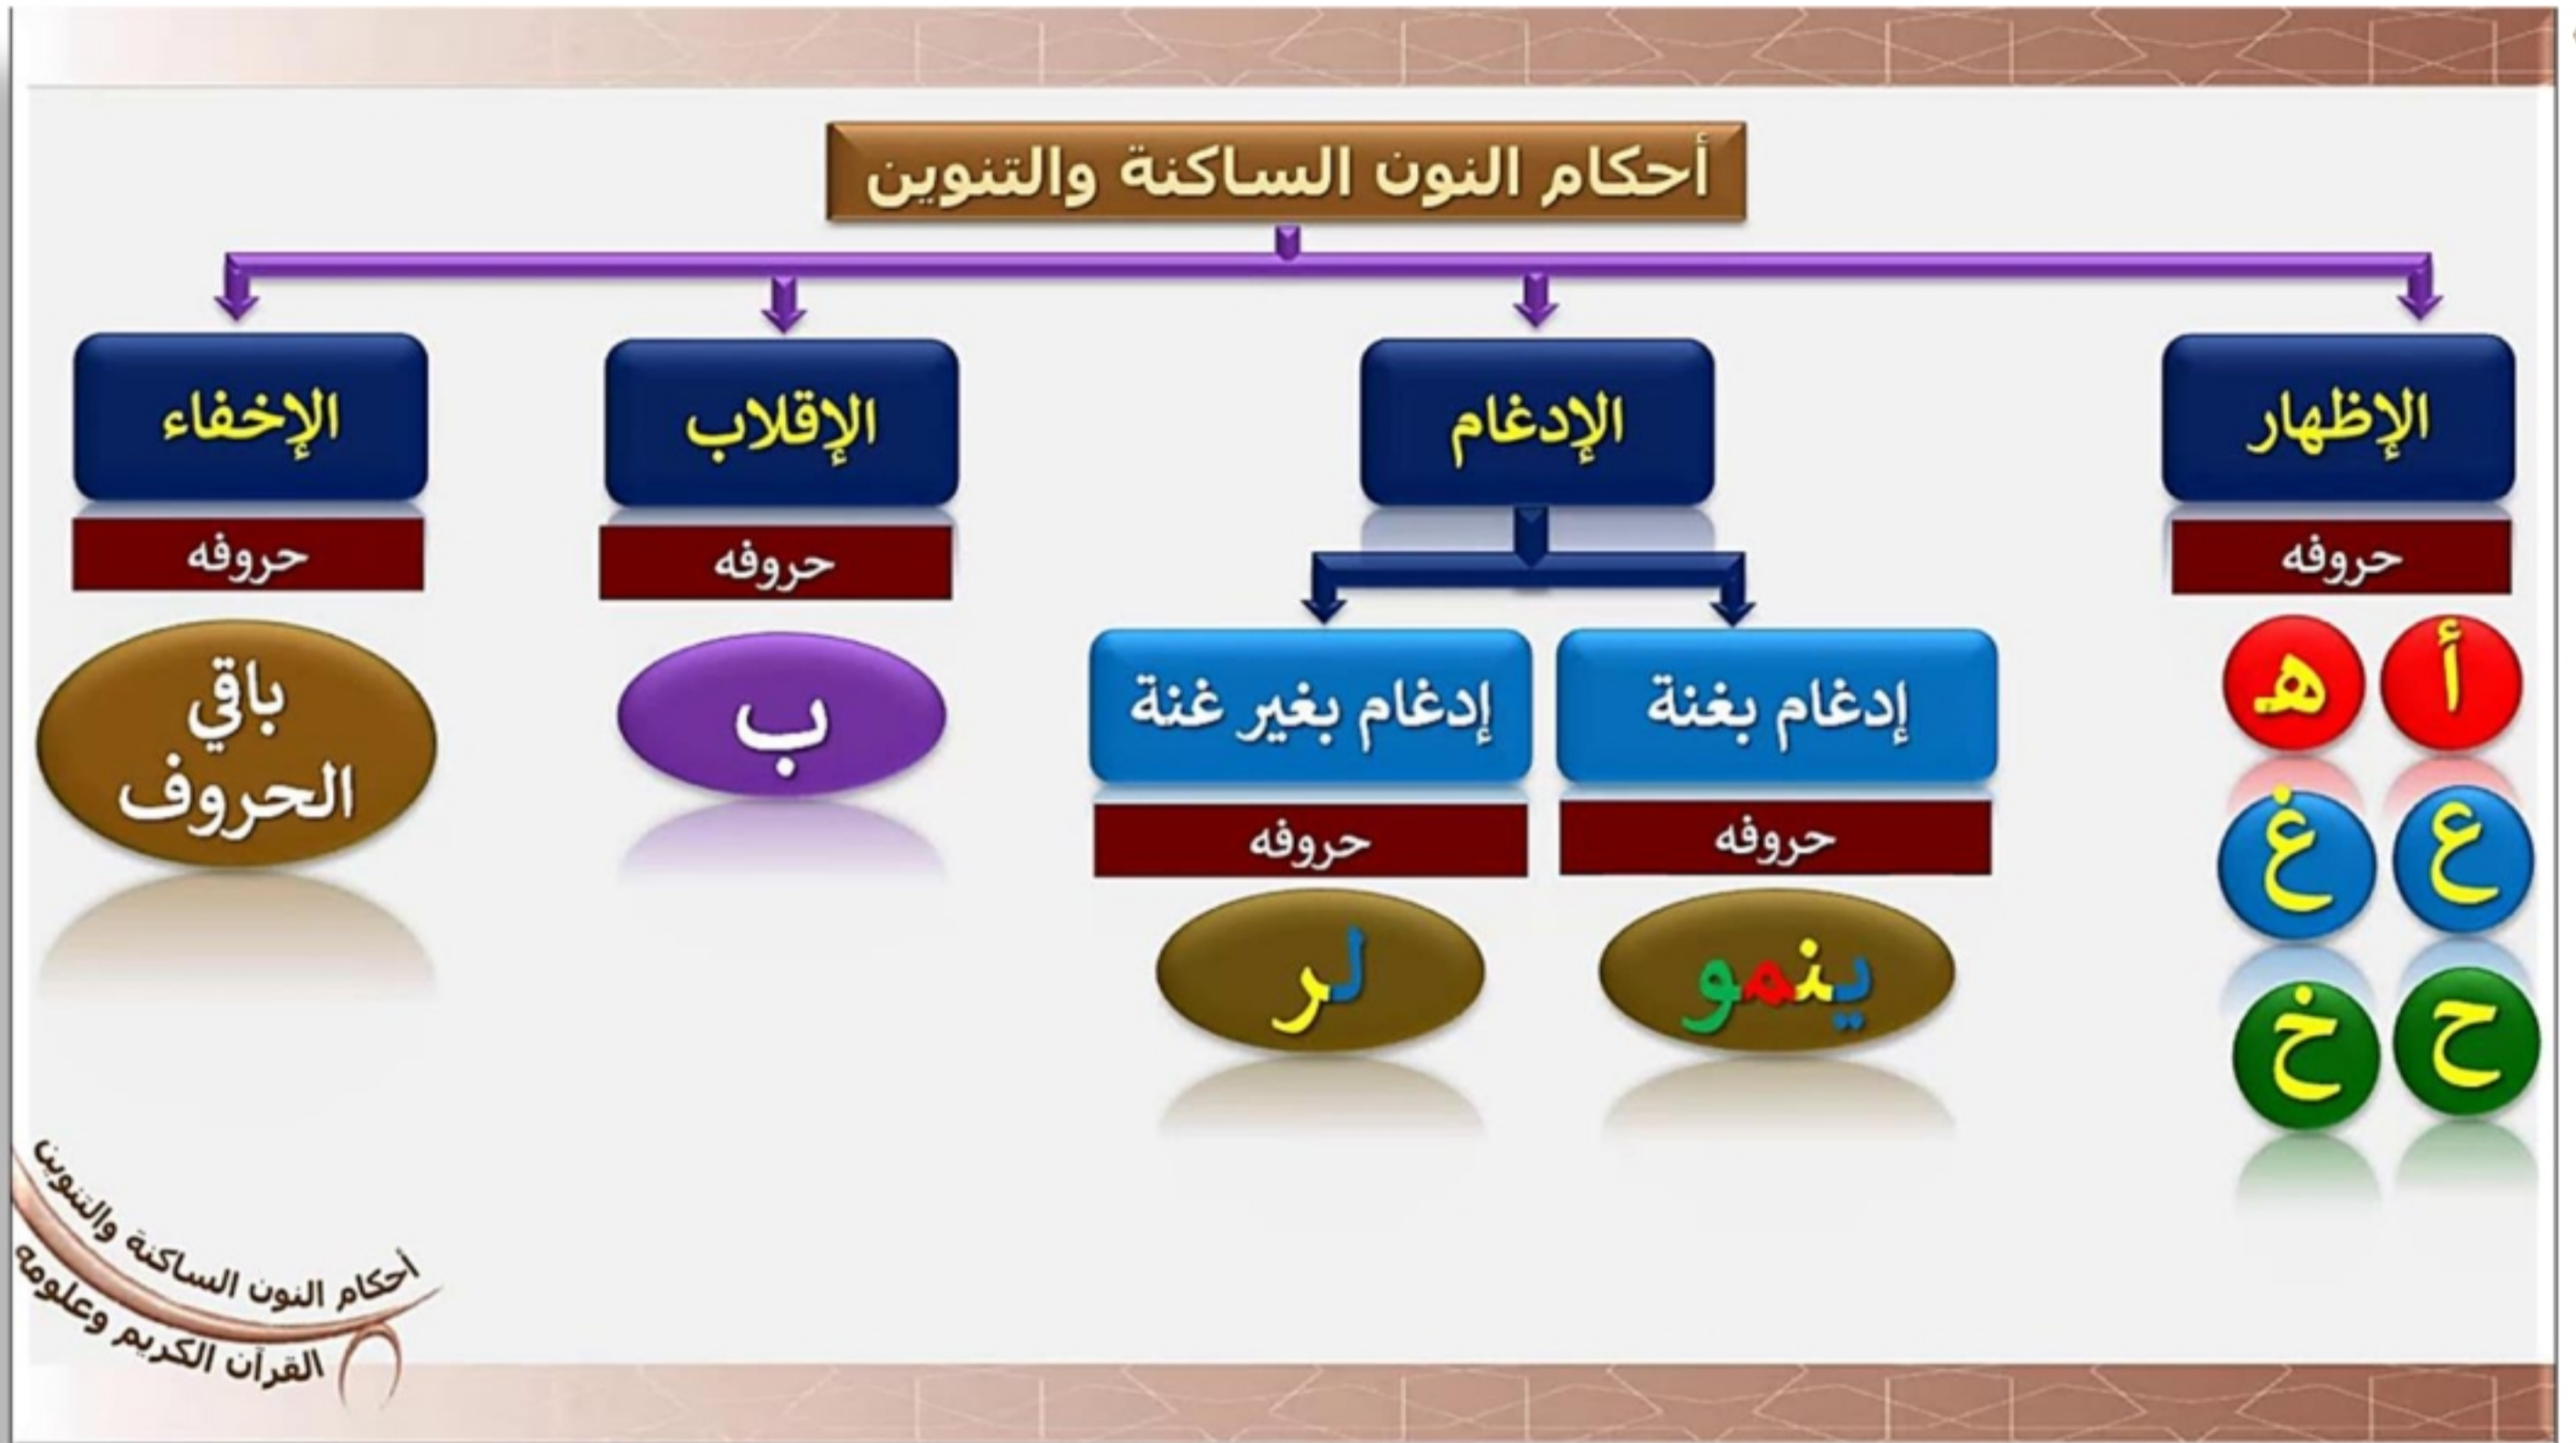 أحكام النون الساكنة والتنوين
الإظهار
حروفه
أ هـ
ع غ
ح خ
الإدغام
إدغام بغنة
حروفه
ينمو
إدغام بغير غنة
حروفه
لر
الإقلاب
حروفه
ب
الإخفاء
حروفه
باقي
الحروف
أحكام النون الساكنة والتنوين
القرآن الكريم وعلومه